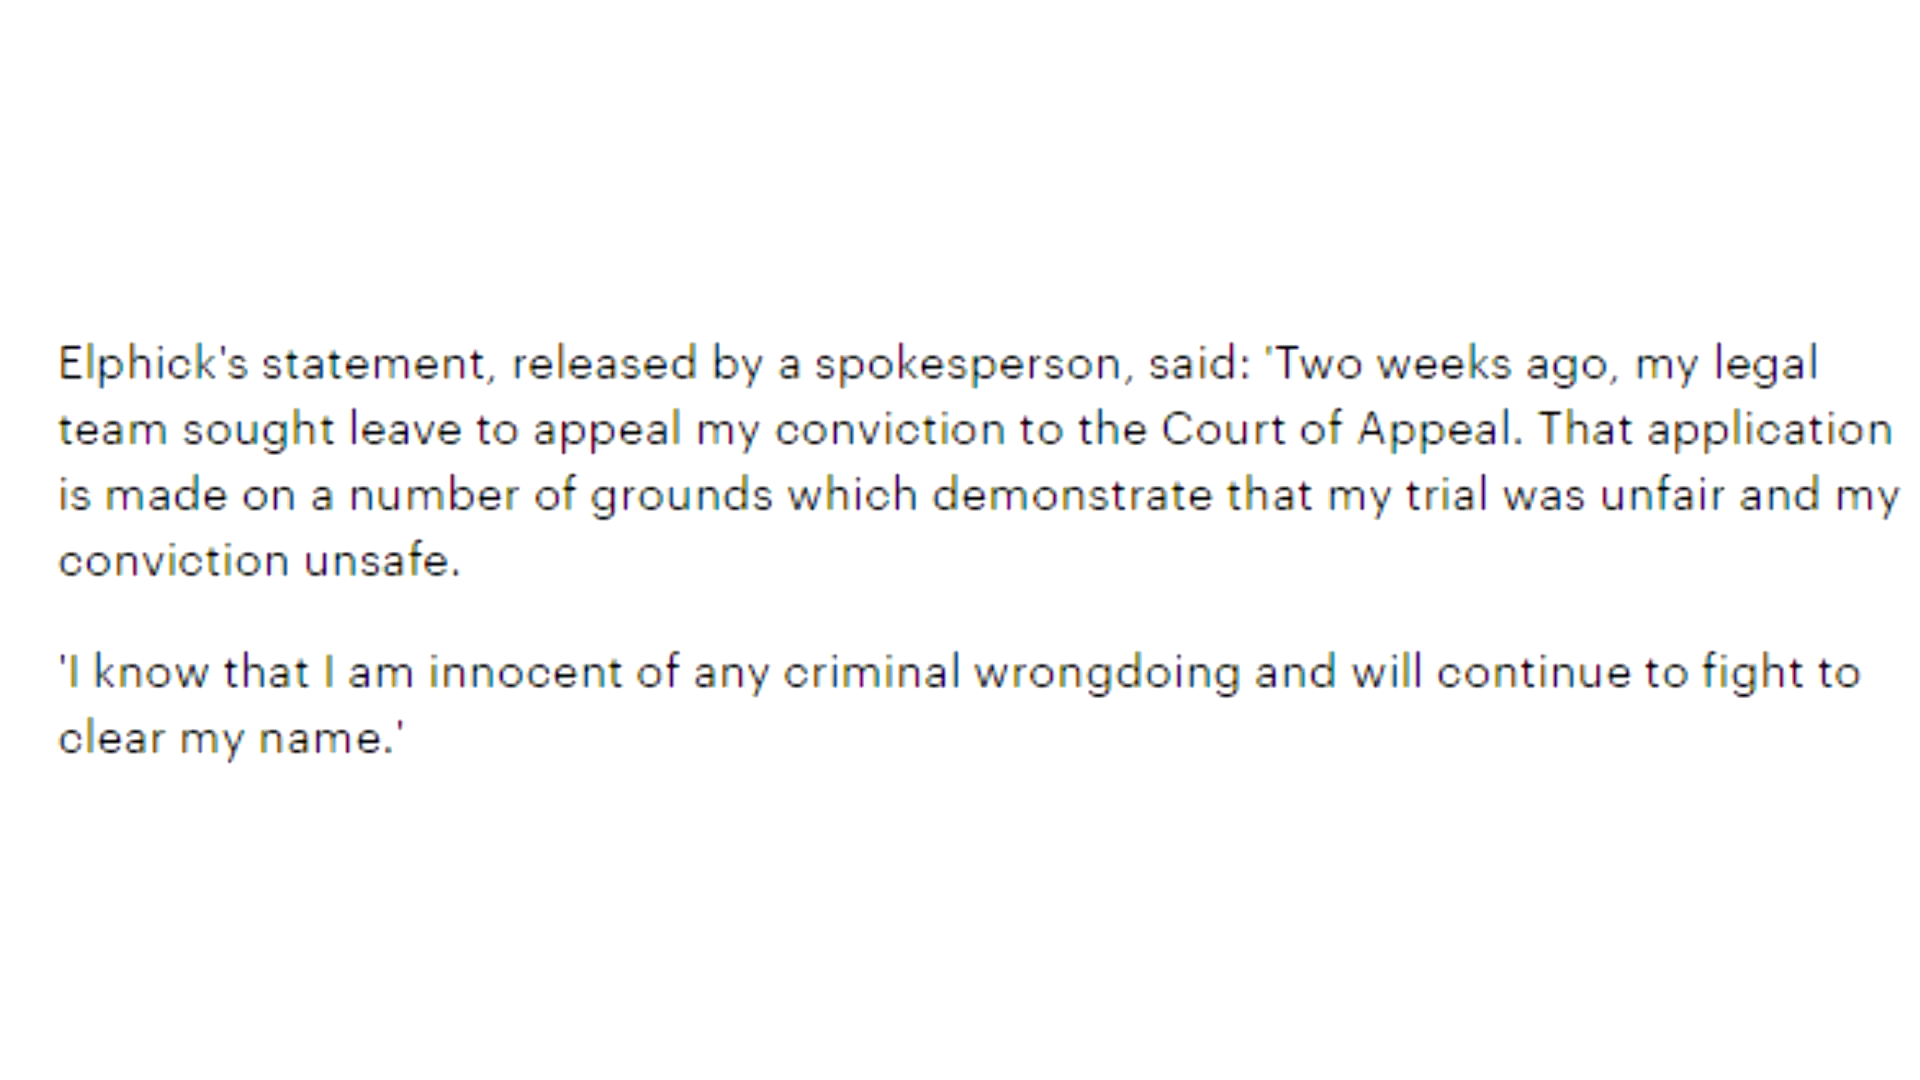 Elphick's statement, released by a spokesperson, said: 'Two weeks ago, my legal
team sought leave to appeal my conviction to the Court of Appeal. That application
is made on a number of grounds which demonstrate that my trial was unfair and my
conviction unsafe.
'I know that I am innocent of any criminal wrongdoing and will continue to fight to
clear my name.'